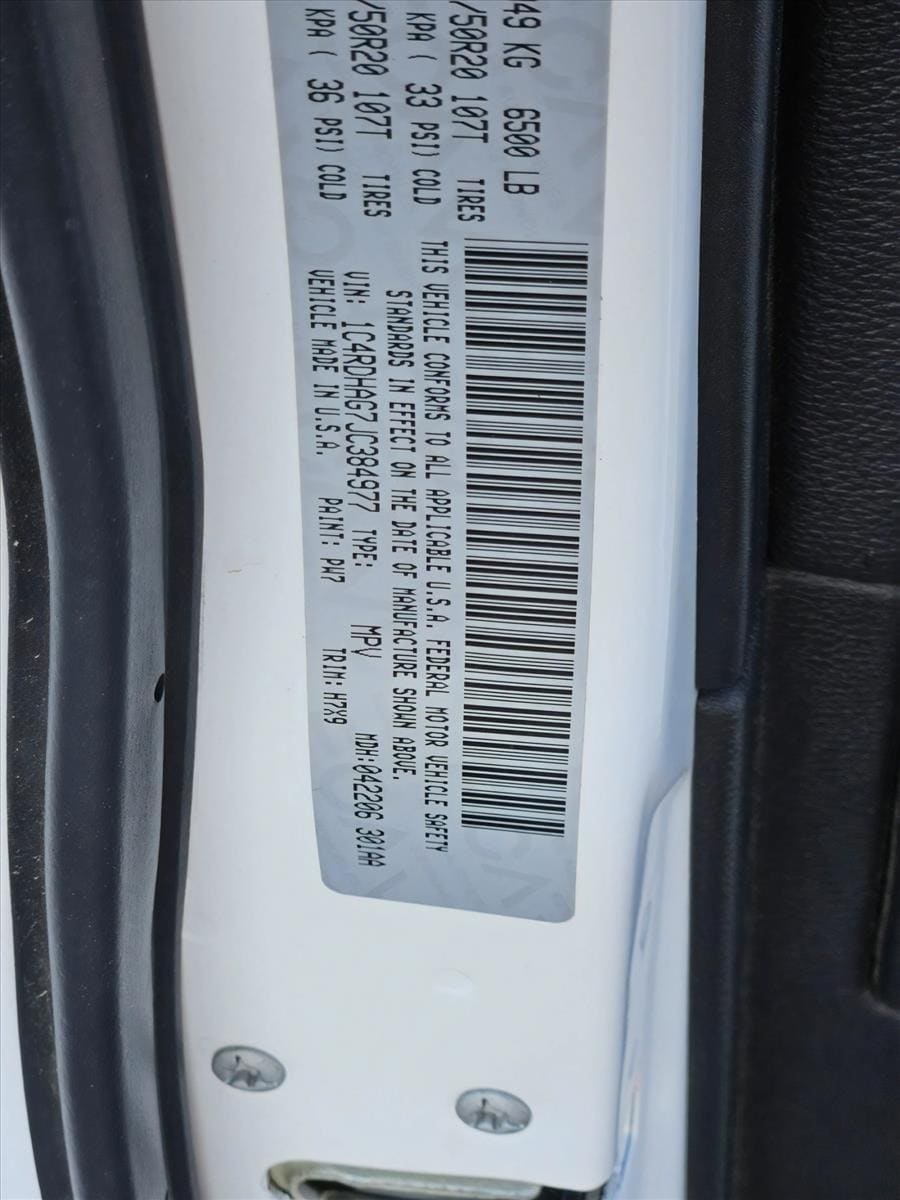 949 KG 6500 LB
/50R20 107T TIRES
KPA ( 33 PSI) COLD
/50R20 107T TIRES
KPA ( 36 PSI) COLD
THIS VEHICLE CONFORMS TO ALL APPLICABLE U.S.A. FEDERAL MOTOR VEHICLE SAFETY
STANDARDS IN EFFECT ON THE DATE OF MANUFACTURE SHOWN ABOVE.
VIN: 1C4RDHAG7JC384977 TYPE: MPV MDH:042206 301AA
VEHICLE MADE IN U.S.A. PAINT: PW7 TRIM: H7X9